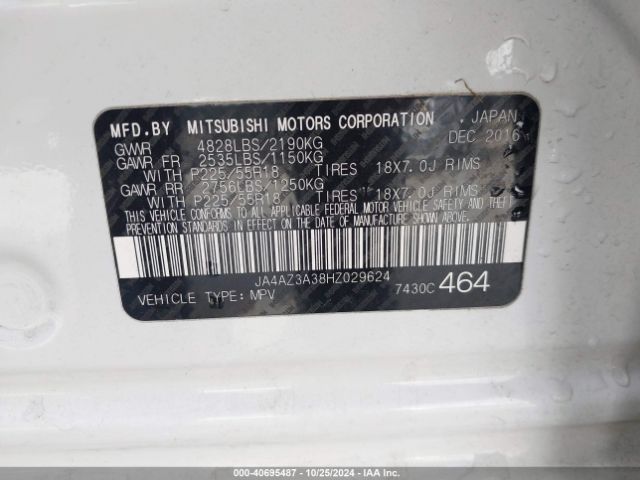 MFD.BY MITSUBISHI MOTORS CORPORATION , JAPAN
GVWR 4828LBS/2190KG DEC 2016
GAWR FR 2535LBS/1150KG
WITH P225/55R18 TIRES 18X7.0J RIMS
GAWR RR 2756LBS/1250KG
WITH P225/55R18 TIRES 18X7.0J RIMS
THIS VEHICLE CONFORMS TO ALL APPLICABLE FEDERAL MOTOR VEHICLE SAFETY AND THEFT
PREVENTION STANDARDS IN EFFECT ON THE DATE OF MANUFACTURE SHOWN ABOVE.
JA4AZ3A38HZ029624
VEHICLE TYPE: MPV 7430C 464
000-40695487 - 10/25/2024 - IAAI.COM